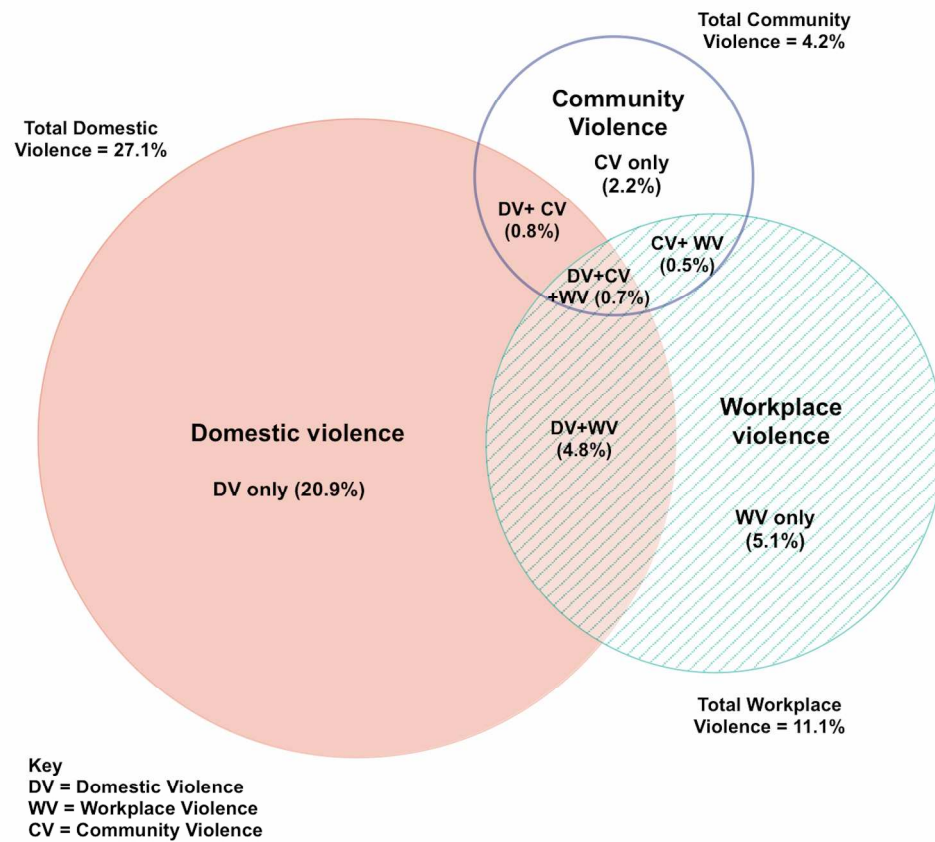 Total Community
Violence = 4.2%
Community
Violence
CV only
(2.2%)
Total Domestic
Violence = 27.1%
DV+ CV
(0.8%)
CV+ WV
(0.5%)
DV+CV
+WV (0.7%)
Domestic violence
DV only (20.9%)
DV+WV
(4.8%)
Workplace
violence
WV only
(5.1%)
Total Workplace
Violence = 11.1%
Key
DV = Domestic Violence
WV = Workplace Violence
CV = Community Violence